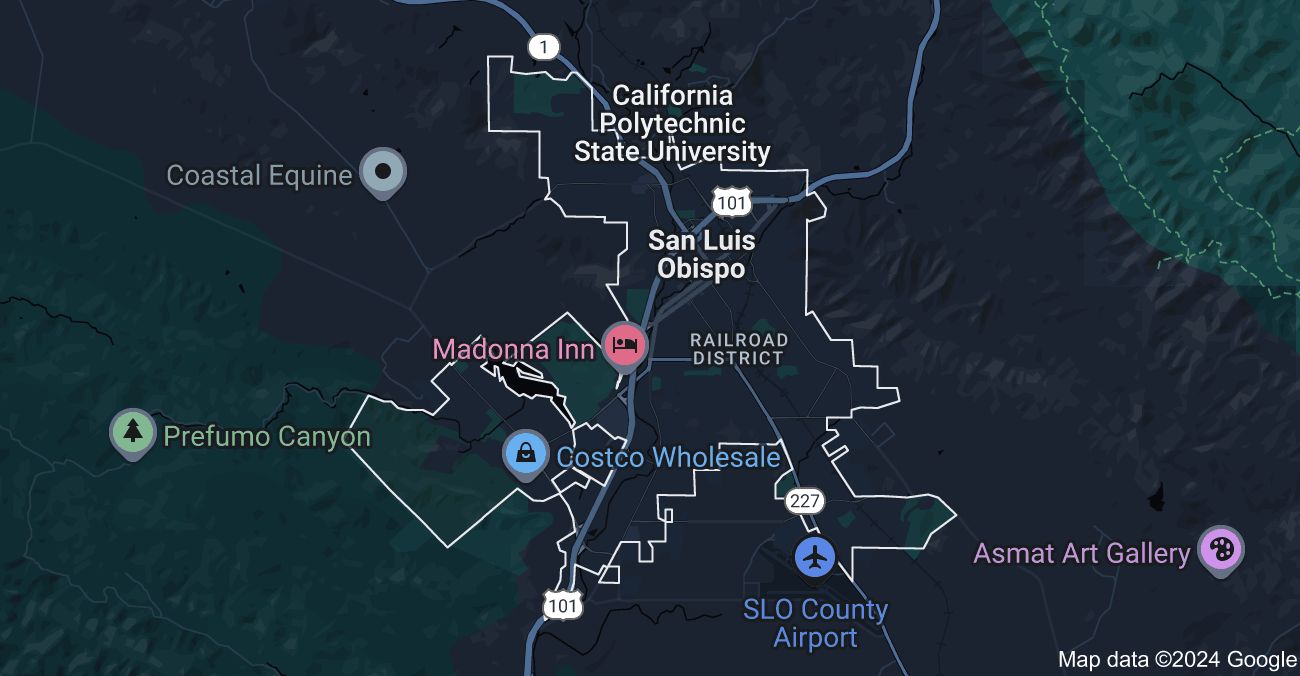 1
California
Polytechnic
State University
Coastal Equine
101
San Luis
Obispo
Madonna Inn
RAILROAD
DISTRICT
Prefumo Canyon
Costco Wholesale
227
Asmat Art Gallery
101
SLO County
Airport
Map data ©2024 Google